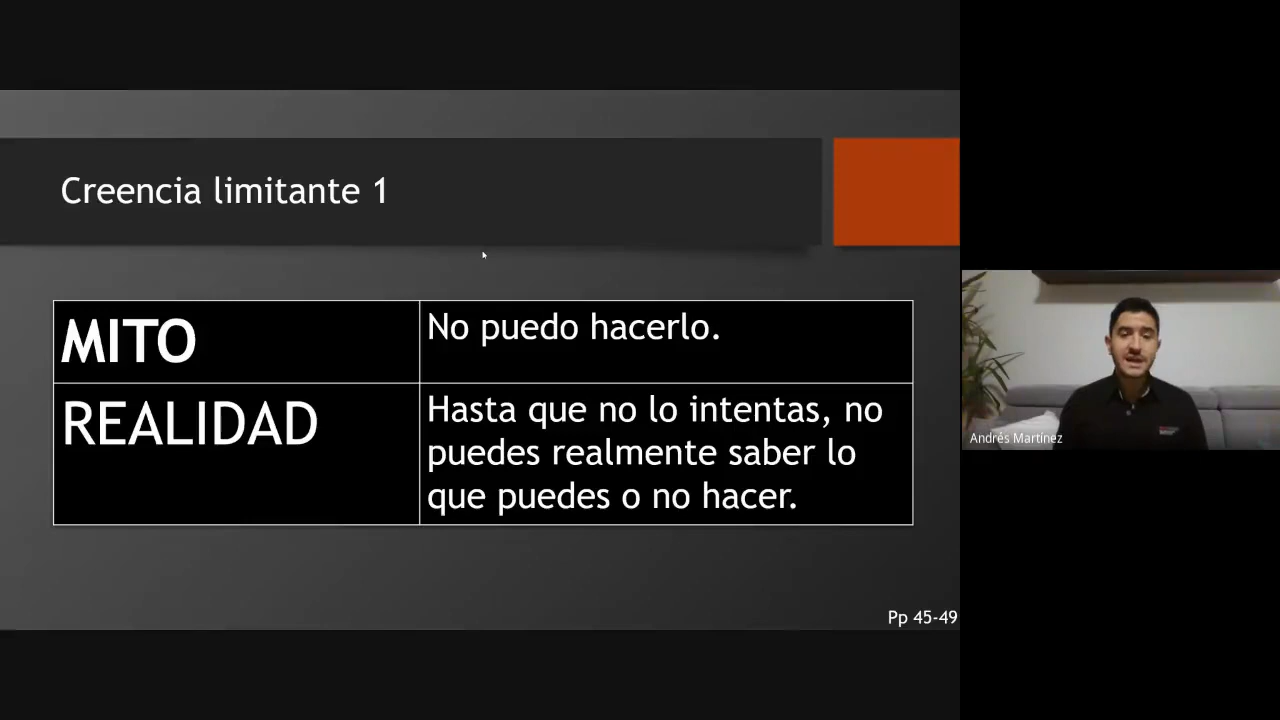 Creencia limitante 1
MITO
No puedo hacerlo.
REALIDAD
Hasta que no lo intentas, no
puedes realmente saber lo
que puedes o no hacer.
Pp 45-49
Andrés Martínez